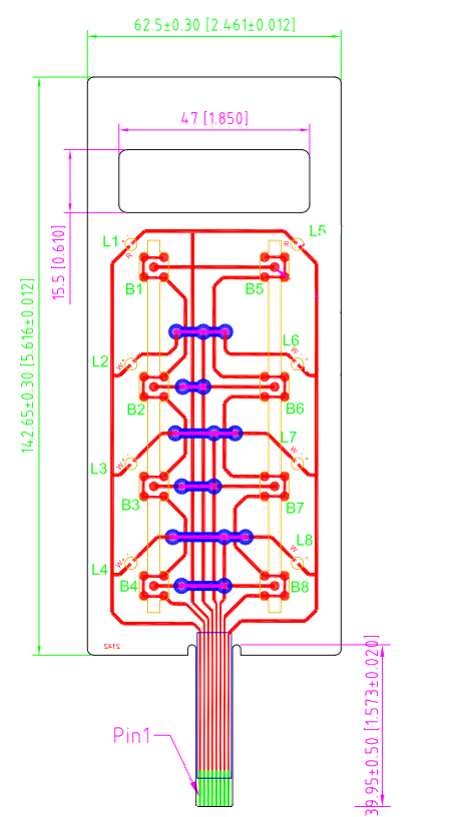 62.5±0.30 [2.461±0.012]
47 [1.850]
15.5 [0.610]
142.65±0.30 [5.616±0.012]
L1
L5
R
R
B1
B5
L2
L6
W
W
B2
B6
L7
L3
W
W
B3
B7
L4
L8
W
W
B4
B8
2142
39.95±0.50 [1.573±0.020]
Pin1